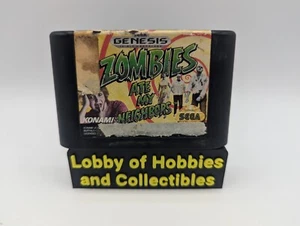 GENESIS
ZOMBIES
ATE MY
NEIGHBORS
KONAMI
SEGA
Lobby of Hobbies
and Collectibles